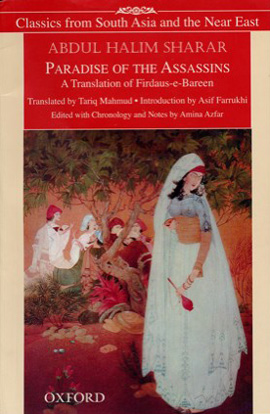 Classics from South Asia and the Near East
ABDUL HALIM SHARAR
PARADISE OF THE ASSASSINS
A Translation of Firdaus-e-Bareen
Translated by Tariq Mahmud • Introduction by Asif Farrukhi
Edited with Chronology and Notes by Amina Azfar
OXFORD